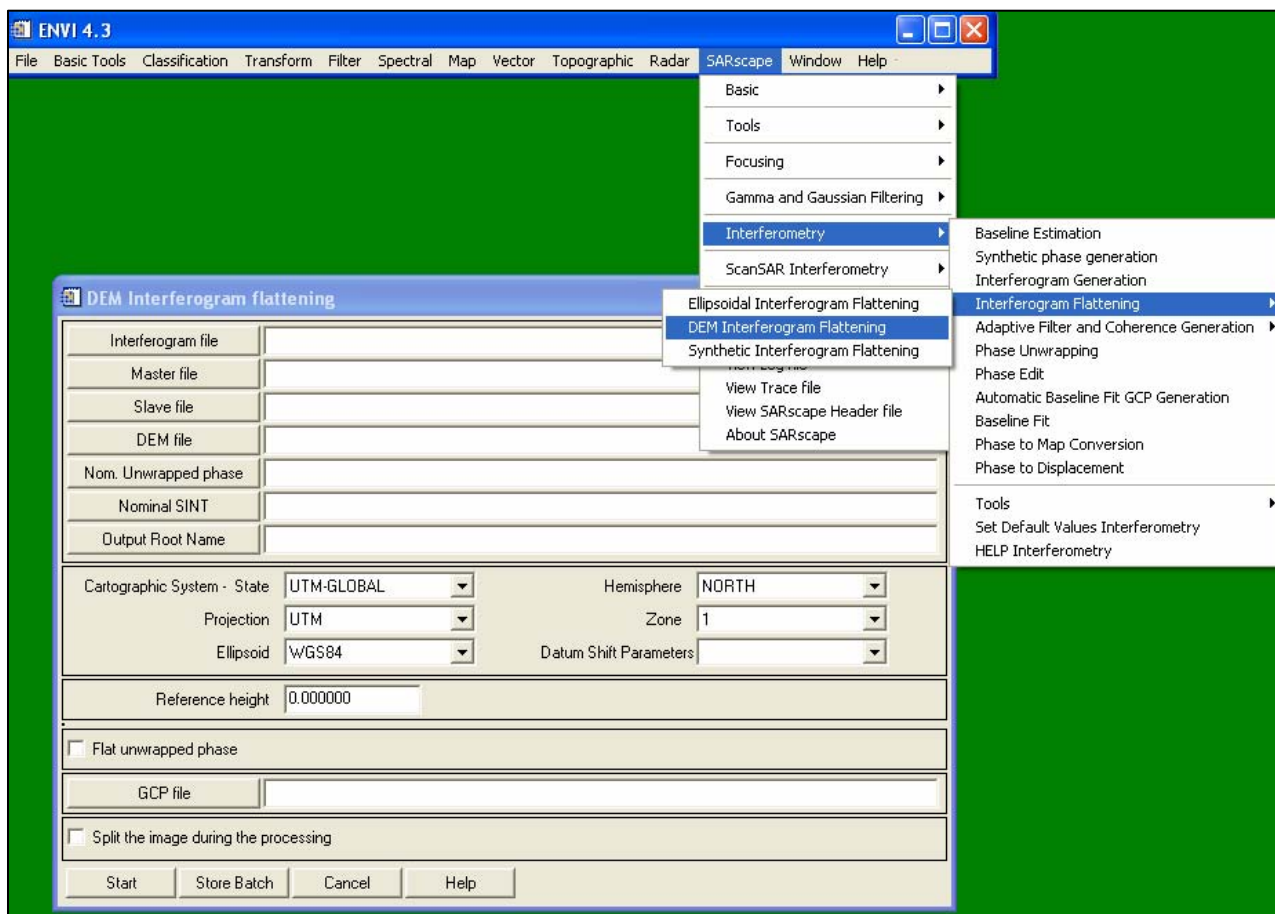 ENVI 4.3
File Basic Tools Classification Transform Filter Spectral Map Vector Topographic Radar SARscape Window Help
Basic
Tools
Focusing
Gamma and Gaussian Filtering
Interferometry
ScanSAR Interferometry
View Trace file
View SARscape Header file
About SARscape
Baseline Estimation
Synthetic phase generation
Interferogram Generation
Interferogram Flattening
Adaptive Filter and Coherence Generation
Phase Unwrapping
Phase Edit
Automatic Baseline Fit GCP Generation
Baseline Fit
Phase to Map Conversion
Phase to Displacement
Tools
Set Default Values Interferometry
HELP Interferometry
Ellipsoidal Interferogram Flattening
DEM Interferogram Flattening
Synthetic Interferogram Flattening
DEM Interferogram flattening
Interferogram file
Master file
Slave file
DEM file
Nom. Unwrapped phase
Nominal SINT
Output Root Name
Cartographic System - State UTM-GLOBAL Hemisphere NORTH
Projection UTM Zone 1
Ellipsoid WGS84 Datum Shift Parameters
Reference height 0.000000
Flat unwrapped phase
GCP file
Split the image during the processing
Start Store Batch Cancel Help